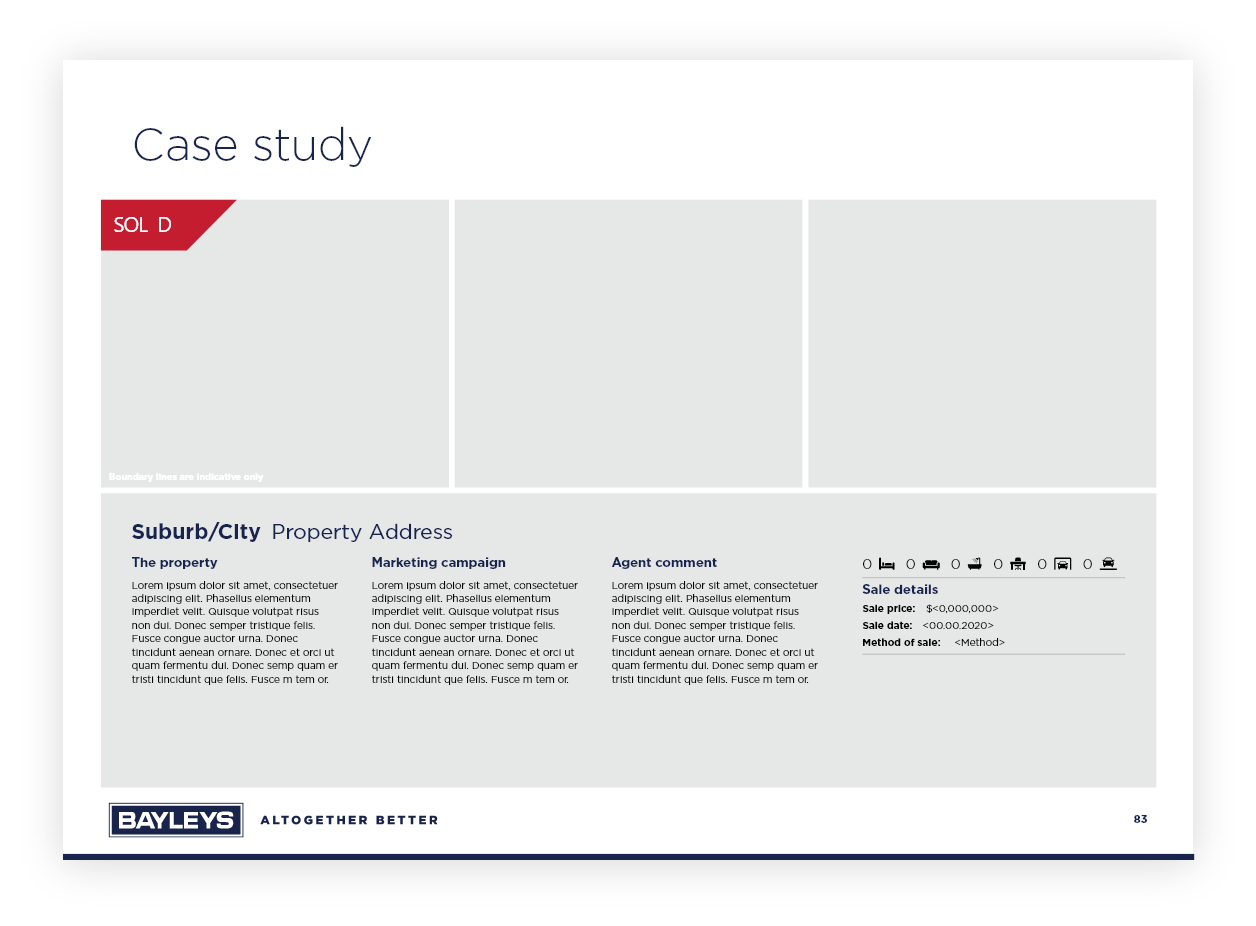 Case study
SOL D
Boundary lines are indicative only
Suburb/CIty Property Address
The property
Lorem ipsum dolor sit amet, consectetuer
adipiscing elit. Phasellus elementum
imperdiet velit. Quisque volutpat risus
non dui. Donec semper tristique felis.
Fusce congue auctor urna. Donec
tincidunt aenean ornare. Donec et orci ut
quam fermentu dui. Donec semp quam er
tristi tincidunt que felis. Fusce m tem or.
Marketing campaign
Lorem ipsum dolor sit amet, consectetuer
adipiscing elit. Phasellus elementum
imperdiet velit. Quisque volutpat risus
non dui. Donec semper tristique felis.
Fusce congue auctor urna. Donec
tincidunt aenean ornare. Donec et orci ut
quam fermentu dui. Donec semp quam er
tristi tincidunt que felis. Fusce m tem or.
Agent comment
Lorem ipsum dolor sit amet, consectetuer
adipiscing elit. Phasellus elementum
imperdiet velit. Quisque volutpat risus
non dui. Donec semper tristique felis.
Fusce congue auctor urna. Donec
tincidunt aenean ornare. Donec et orci ut
quam fermentu dui. Donec semp quam er
tristi tincidunt que felis. Fusce m tem or.
0 0 0 0 0 0
Sale details
Sale price: $<0,000,000>
Sale date: <00.00.2020>
Method of sale: <Method>
BAYLEYS ALTOGETHER BETTER
83